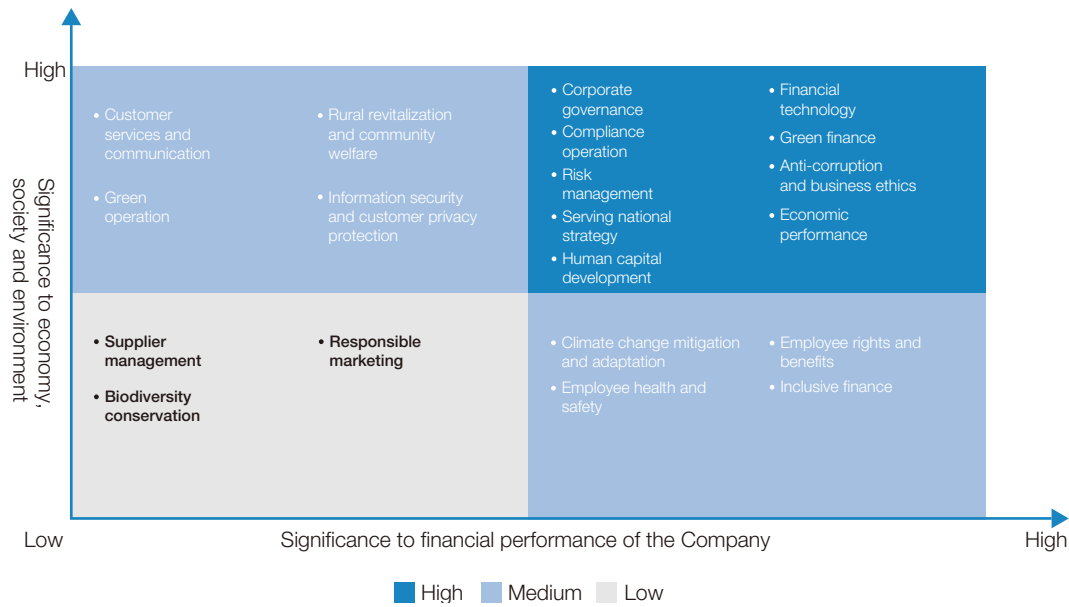 High
• Customer
services and
communication
• Green
operation
• Rural revitalization
and community
welfare
• Information security
and customer privacy
protection
• Corporate
governance
• Compliance
operation
• Risk
management
• Serving national
strategy
• Human capital
development
• Financial
technology
• Green finance
• Anti-corruption
and business ethics
• Economic
performance
Significance to economy,
society and environment
• Supplier
management
• Biodiversity
conservation
• Responsible
marketing
• Climate change mitigation
and adaptation
• Employee health and
safety
• Employee rights and
benefits
• Inclusive finance
Low
Significance to financial performance of the Company
High
High
Medium
Low